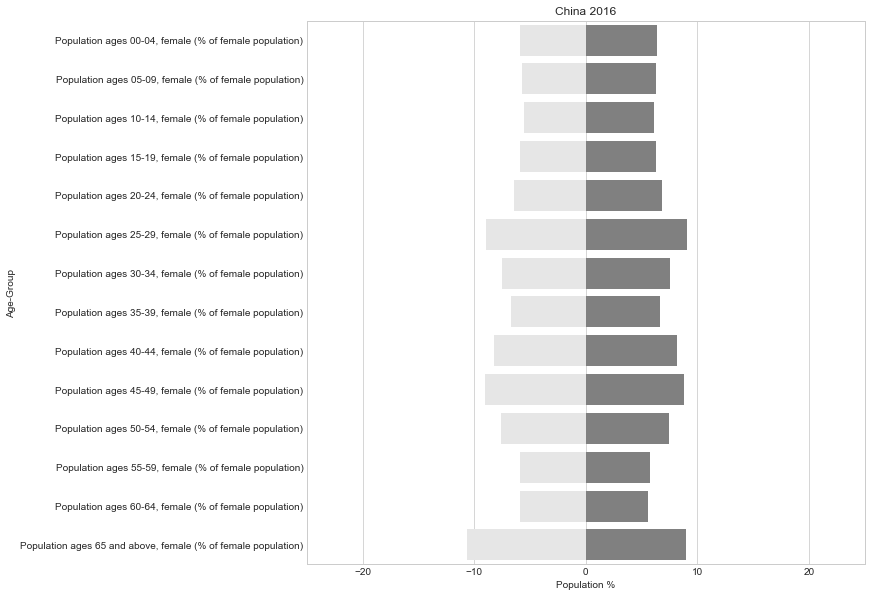 China 2016
Population ages 00-04, female (% of female population)
Population ages 05-09, female (% of female population)
Population ages 10-14, female (% of female population)
Population ages 15-19, female (% of female population)
Population ages 20-24, female (% of female population)
Population ages 25-29, female (% of female population)
Population ages 30-34, female (% of female population)
Population ages 35-39, female (% of female population)
Population ages 40-44, female (% of female population)
Population ages 45-49, female (% of female population)
Population ages 50-54, female (% of female population)
Population ages 55-59, female (% of female population)
Population ages 60-64, female (% of female population)
Population ages 65 and above, female (% of female population)
Age-Group
−20 −10 0 10 20
Population %